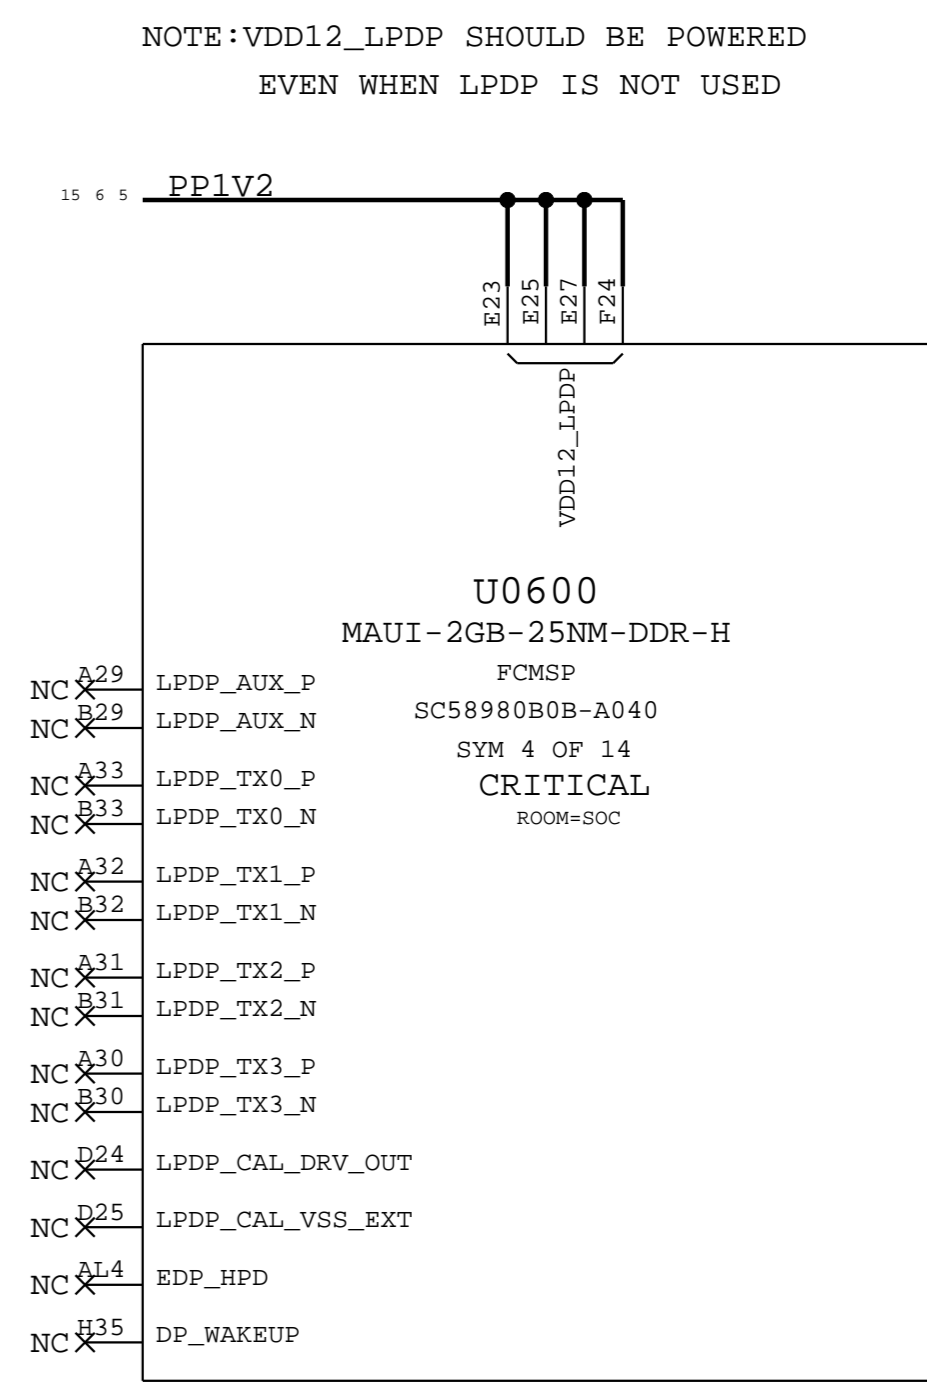 NOTE:VDD12_LPDP SHOULD BE POWERED
EVEN WHEN LPDP IS NOT USED
15 6 5 PP1V2
E23 E25 E27 F24
VDD12_LPDP
U0600
MAUI-2GB-25NM-DDR-H
FCMSP
SC58980B0B-A040
SYM 4 OF 14
CRITICAL
ROOM=SOC
NC A29 LPDP_AUX_P
NC B29 LPDP_AUX_N
NC A33 LPDP_TX0_P
NC B33 LPDP_TX0_N
NC A32 LPDP_TX1_P
NC B32 LPDP_TX1_N
NC A31 LPDP_TX2_P
NC B31 LPDP_TX2_N
NC A30 LPDP_TX3_P
NC B30 LPDP_TX3_N
NC D24 LPDP_CAL_DRV_OUT
NC D25 LPDP_CAL_VSS_EXT
NC AL4 EDP_HPD
NC H35 DP_WAKEUP